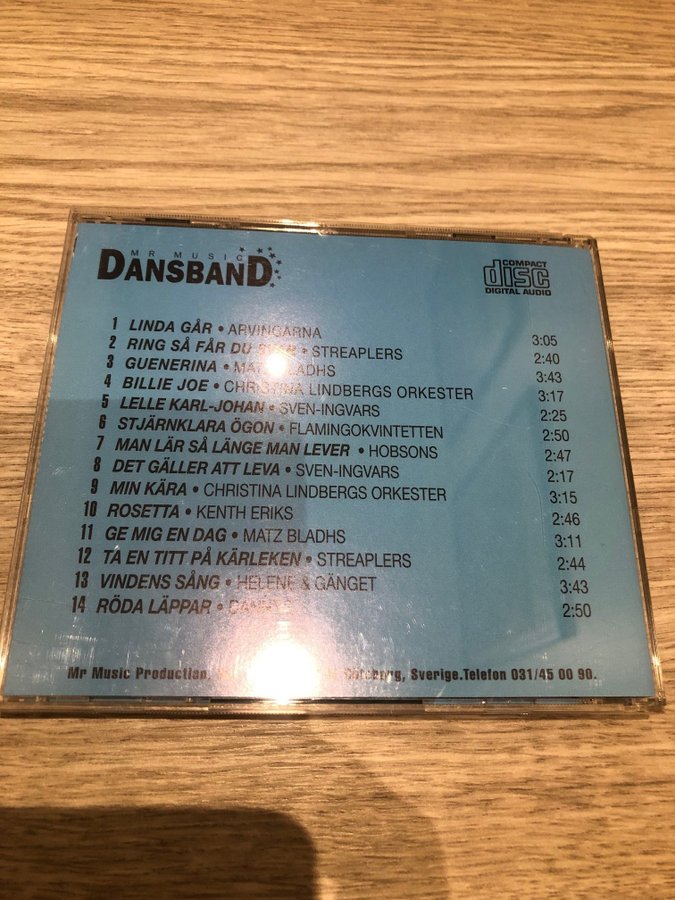 MR MUSIC
DANSBAND
COMPACT
disc
DIGITAL AUDIO
1 LINDA GÅR • ARVINGARNA 3:05
2 RING SÅ FÅR DU • STREAPLERS 2:40
3 GUENERINA • MATZ BLADHS 3:43
4 BILLIE JOE • CHRISTINA LINDBERGS ORKESTER 3:17
5 LELLE KARL-JOHAN • SVEN-INGVARS 2:25
6 STJÄRNKLARA ÖGON • FLAMINGOKVINTETTEN 2:50
7 MAN LÄR SÅ LÄNGE MAN LEVER • HOBSONS 2:47
8 DET GÄLLER ATT LEVA • SVEN-INGVARS 2:17
9 MIN KÄRA • CHRISTINA LINDBERGS ORKESTER 3:15
10 ROSETTA • KENTH ERIKS 2:46
11 GE MIG EN DAG • MATZ BLADHS 3:11
12 TA EN TITT PÅ KÄRLEKEN • STREAPLERS 2:44
13 VINDENS SÅNG • HELENE & GÄNGET 3:43
14 RÖDA LÄPPAR • 2:50
Mr Music Production, Göteborg, Sverige.Telefon 031/45 00 90.